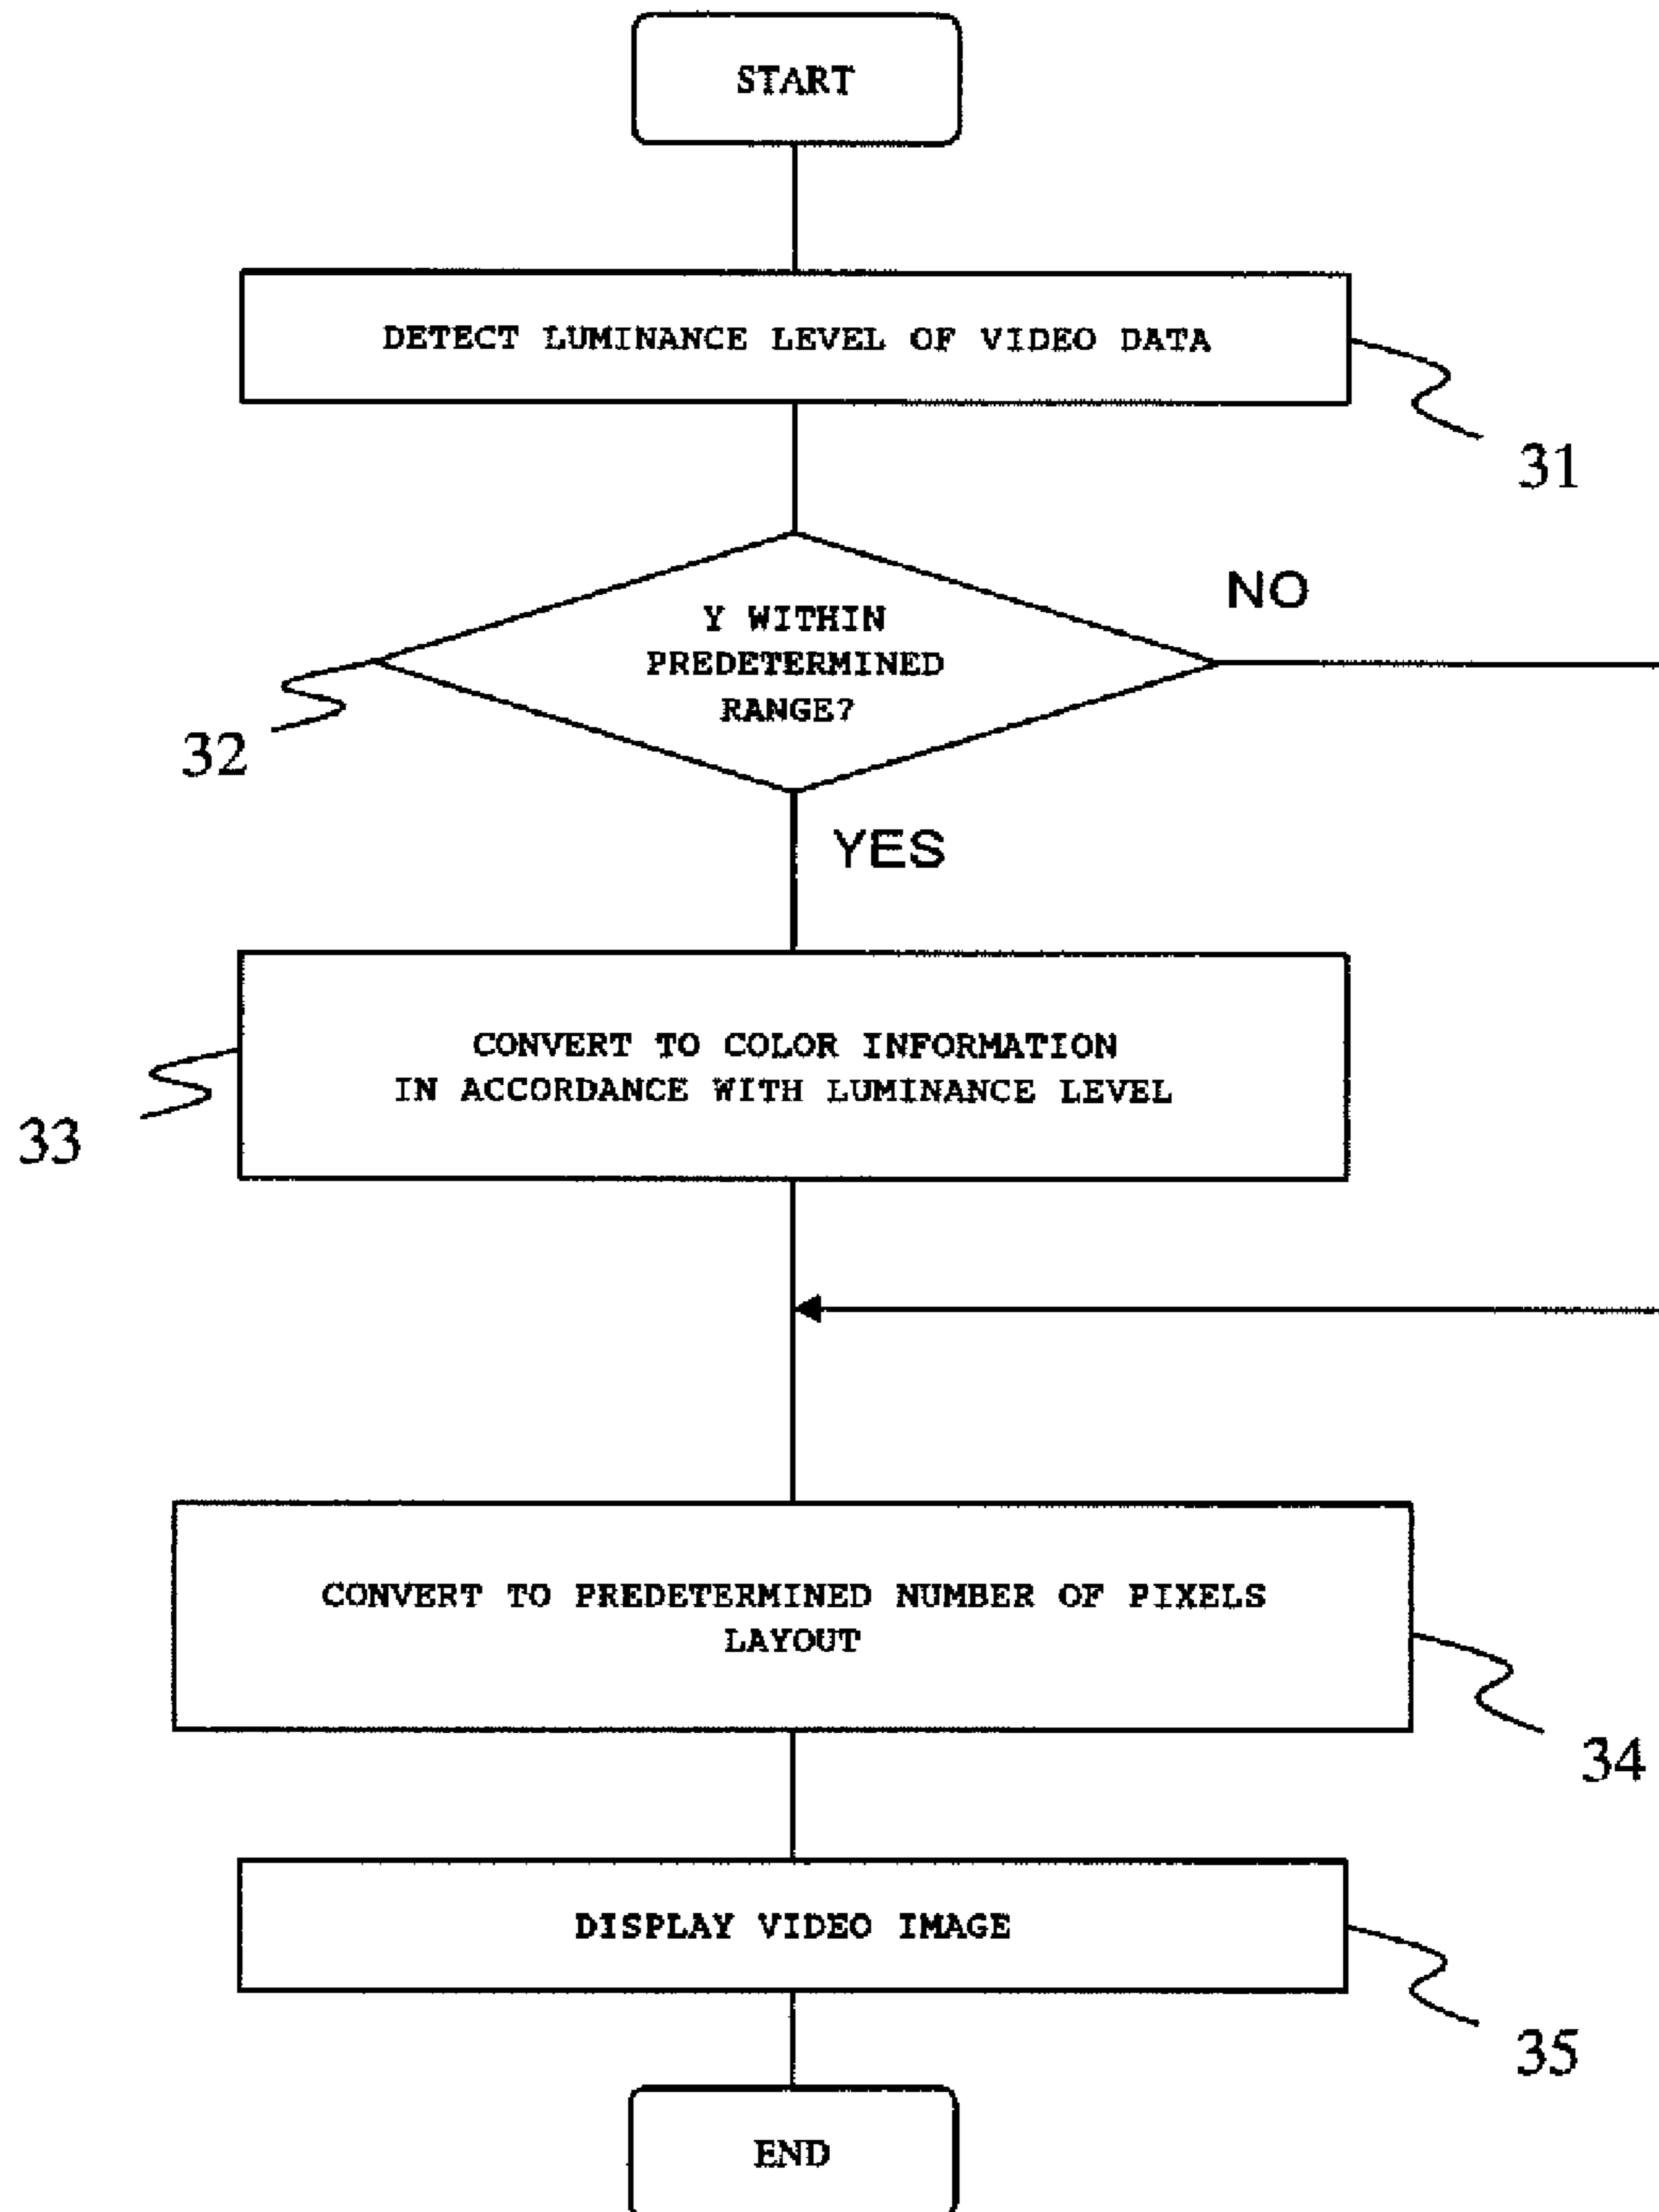 START
DETECT LUMINANCE LEVEL OF VIDEO DATA
31
Y WITHIN
PREDETERMINED
RANGE?
NO
32
YES
CONVERT TO COLOR INFORMATION
IN ACCORDANCE WITH LUMINANCE LEVEL
33
CONVERT TO PREDETERMINED NUMBER OF PIXELS
LAYOUT
34
DISPLAY VIDEO IMAGE
35
END